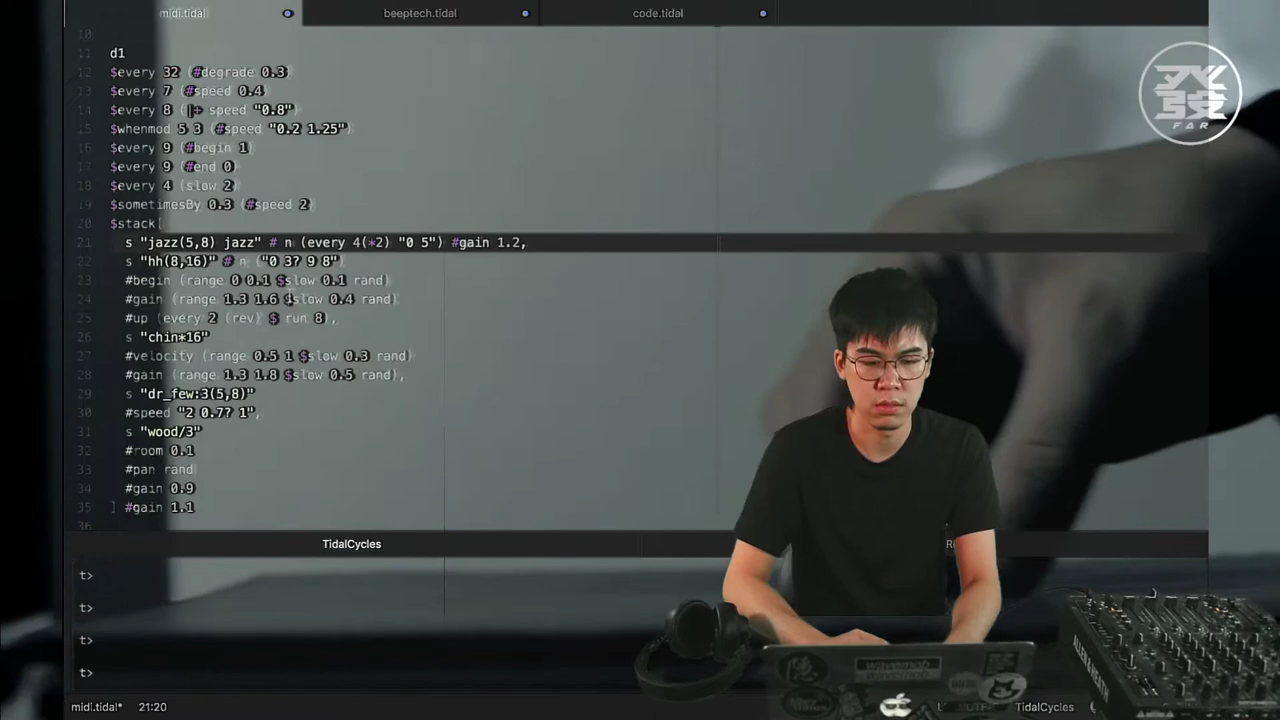 midi.tidal
beeptech.tidal
code.tidal
10
11 d1
12 $every 32 (#degrade 0.3)
13 $every 7 (#speed 0.4)
14 $every 8 (|+ speed "0.8")
15 $whenmod 5 3 (#speed "0.2 1.25")
16 $every 9 (#begin 1)
17 $every 9 (#end 0)
18 $every 4 (slow 2)
19 $sometimesBy 0.3 (#speed 2)
20 $stack[
21 s "jazz(5,8) jazz" # n (every 4(*2) "0 5") #gain 1.2,
22 s "hh(8,16)" # n ("0 3? 9 8")
23 #begin (range 0 0.1 $slow 0.1 rand)
24 #gain (range 1.3 1.6 $slow 0.4 rand)
25 #up (every 2 (rev) $ run 8),
26 s "chin*16"
27 #velocity (range 0.5 1 $slow 0.3 rand)
28 #gain (range 1.3 1.8 $slow 0.5 rand),
29 s "dr_few:3(5,8)"
30 #speed "2 0.7? 1",
31 s "wood/3"
32 #room 0.1
33 #pan rand
34 #gain 0.9
35 ] #gain 1.1
36
發
FAR
TidalCycles
t>
t>
t>
t>
wavemob
wavemob
ALLEN&HEATH
midi.tidal* 21:20
TidalCycles